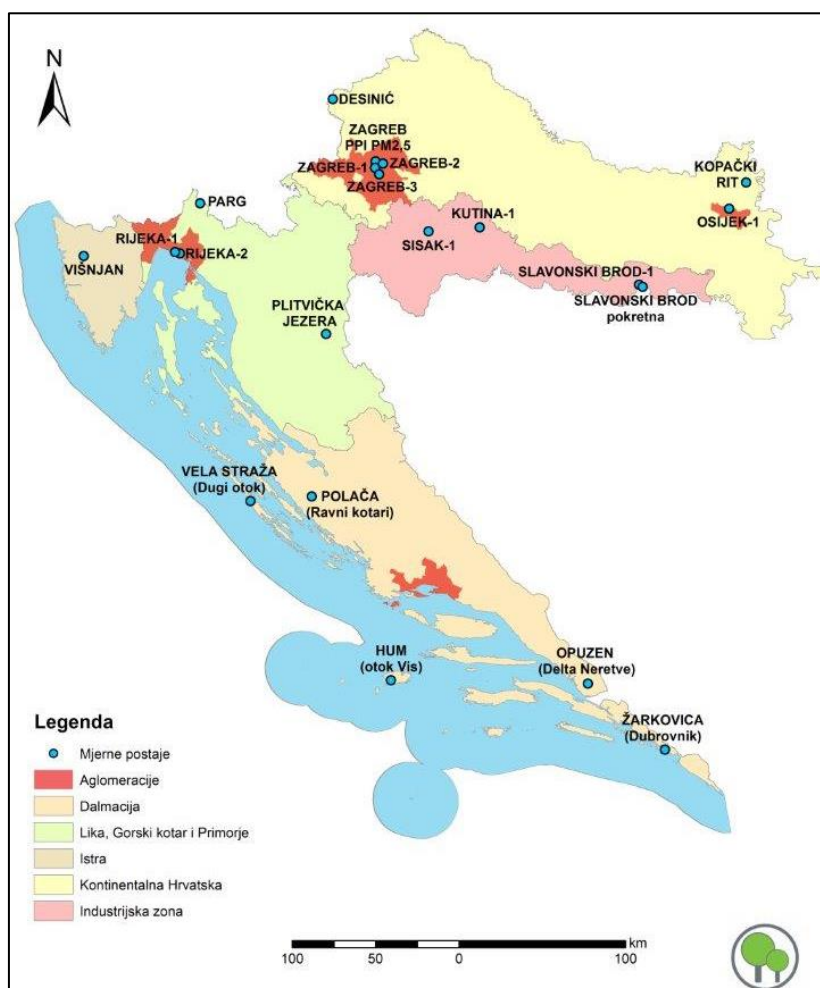 N
DESINIĆ
ZAGREB
PPI PM2,5
ZAGREB-1
ZAGREB-2
ZAGREB-3
KOPAČKI
RIT
OSIJEK-1
PARG
KUTINA-1
SISAK-1
RIJEKA-1
RIJEKA-2
VIŠNJAN
SLAVONSKI BROD-1
SLAVONSKI BROD
pokretna
PLITVIČKA
JEZERA
VELA STRAŽA
(Dugi otok)
POLAČA
(Ravni kotari)
HUM
(otok Vis)
OPUZEN
(Delta Neretve)
ŽARKOVICA
(Dubrovnik)
Legenda
Mjerne postaje
Aglomeracije
Dalmacija
Lika, Gorski kotar i Primorje
Istra
Kontinentalna Hrvatska
Industrijska zona
km
100 50 0 100